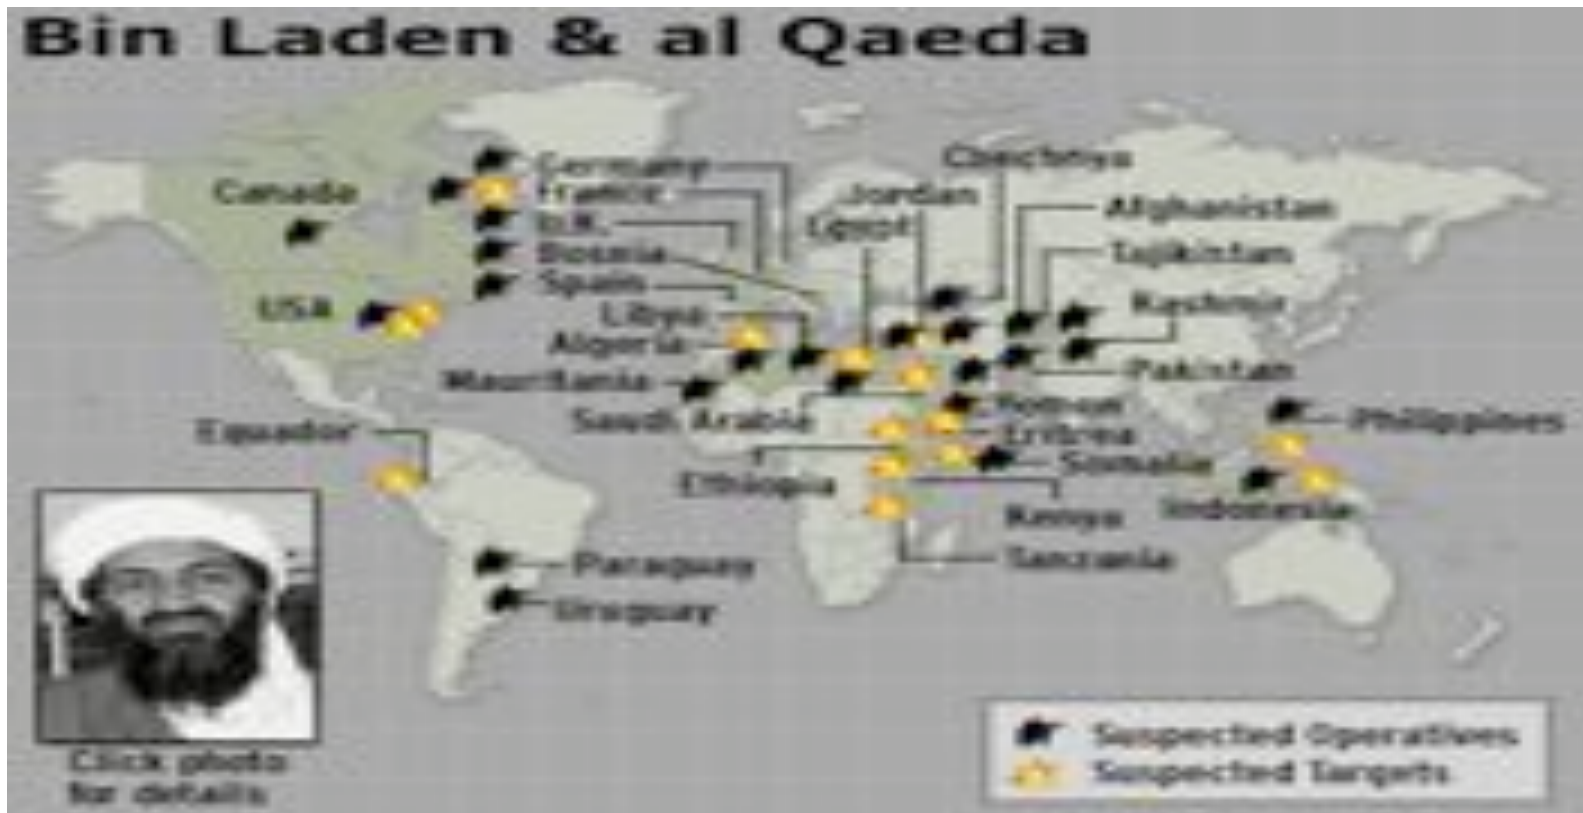 Bin Laden & al Qaeda
Germany
Chechnya
Canada
France
Jordan
Afghanistan
U.K.
Egypt
Bosnia
Tajikistan
Spain
USA
Kashmir
Libya
Algeria
Pakistan
Mauritania
Saudi Arabia
Yemen
Philippines
Equador
Eritrea
Somalia
Ethiopia
Kenya
Indonesia
Tanzania
Paraguay
Uruguay
Suspected Operatives
Suspected Targets
Click photo
for details